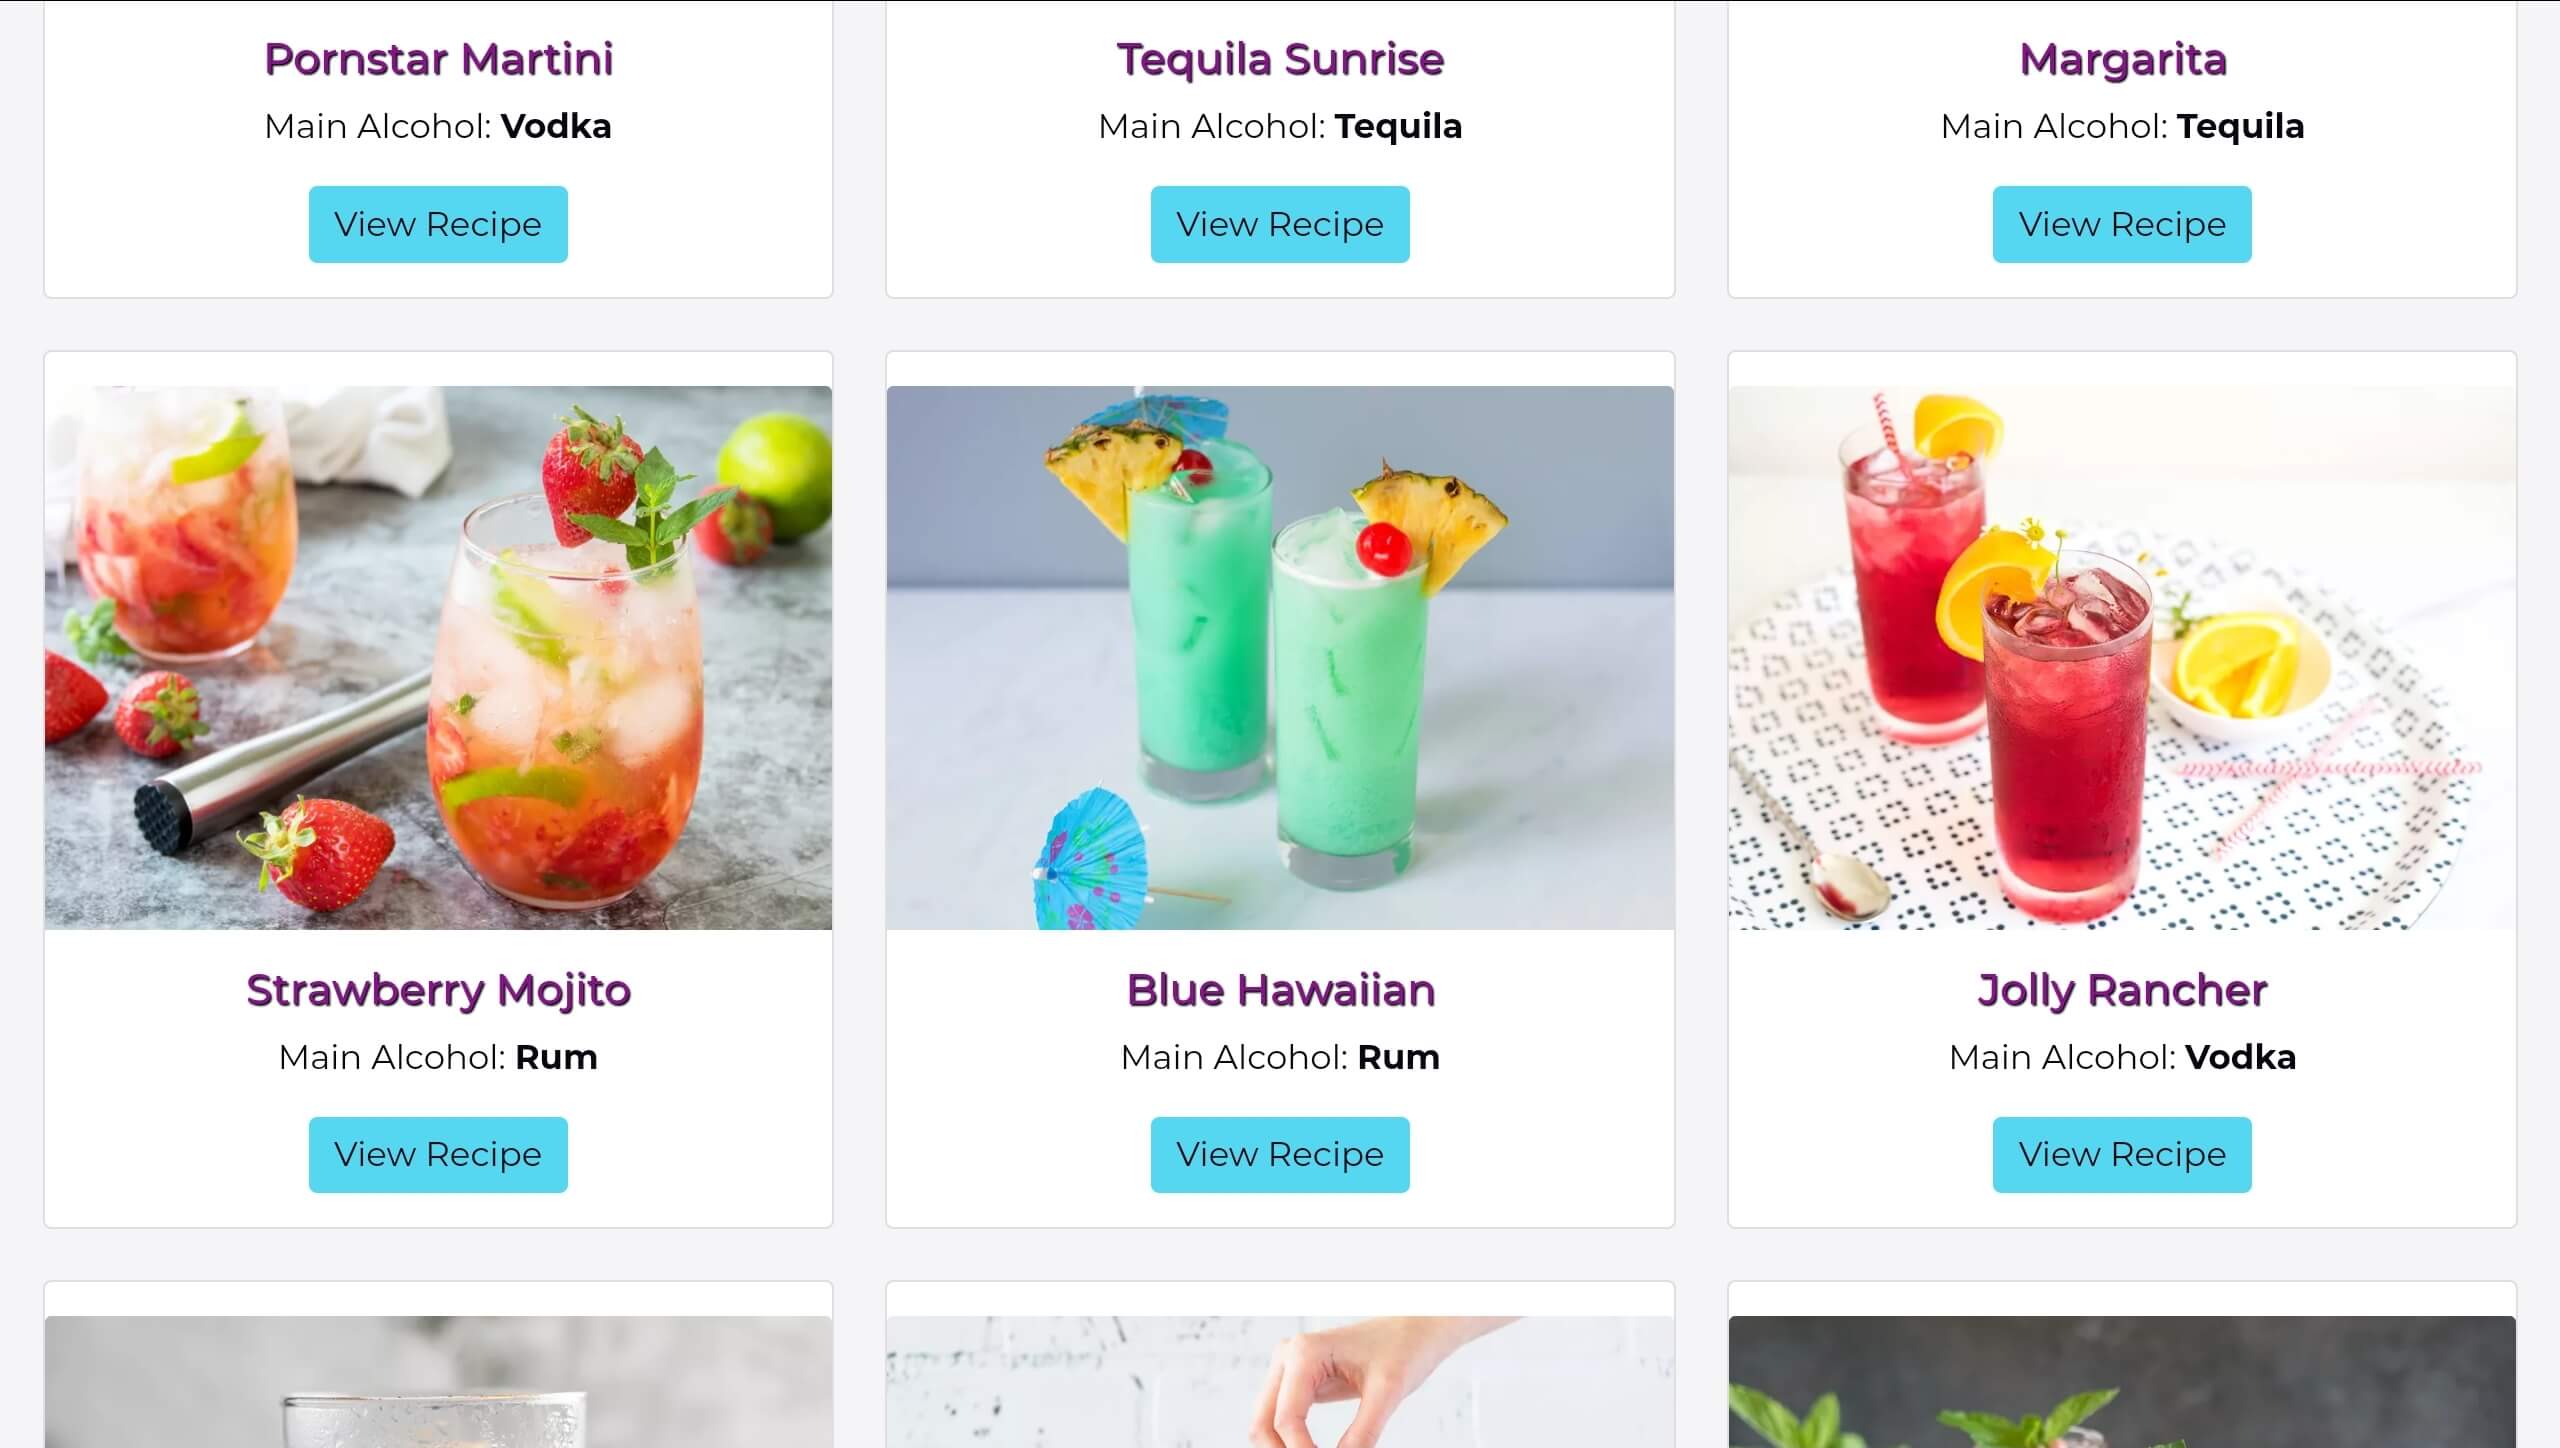 Pornstar Martini
Main Alcohol: Vodka
View Recipe
Tequila Sunrise
Main Alcohol: Tequila
View Recipe
Margarita
Main Alcohol: Tequila
View Recipe
Strawberry Mojito
Main Alcohol: Rum
View Recipe
Blue Hawaiian
Main Alcohol: Rum
View Recipe
Jolly Rancher
Main Alcohol: Vodka
View Recipe